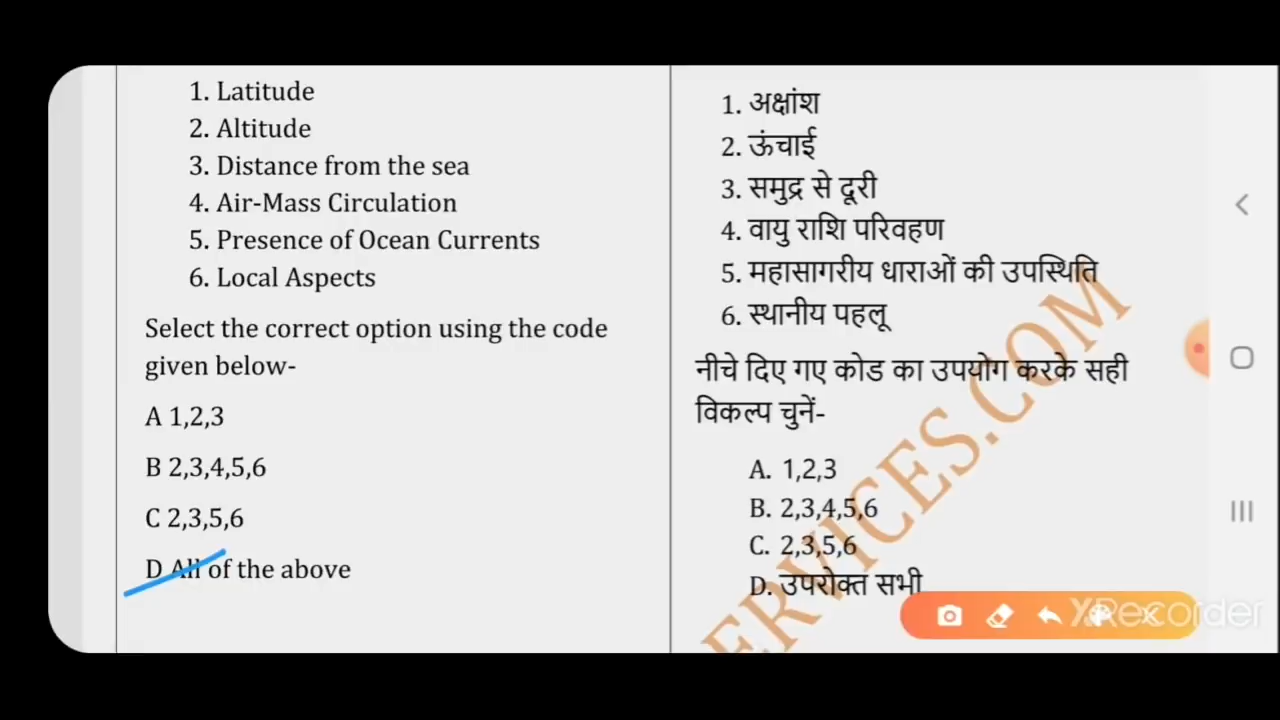 1. Latitude
2. Altitude
3. Distance from the sea
4. Air-Mass Circulation
5. Presence of Ocean Currents
6. Local Aspects
Select the correct option using the code
given below-
A 1,2,3
B 2,3,4,5,6
C 2,3,5,6
D All of the above
1. अक्षांश
2. ऊंचाई
3. समुद्र से दूरी
4. वायु राशि परिवहण
5. महासागरीय धाराओं की उपस्थिति
6. स्थानीय पहलू
नीचे दिए गए कोड का उपयोग करके सही
विकल्प चुनें-
A. 1,2,3
B. 2,3,4,5,6
C. 2,3,5,6
D. उपरोक्त सभी
ERVICES.COM
XRecorder